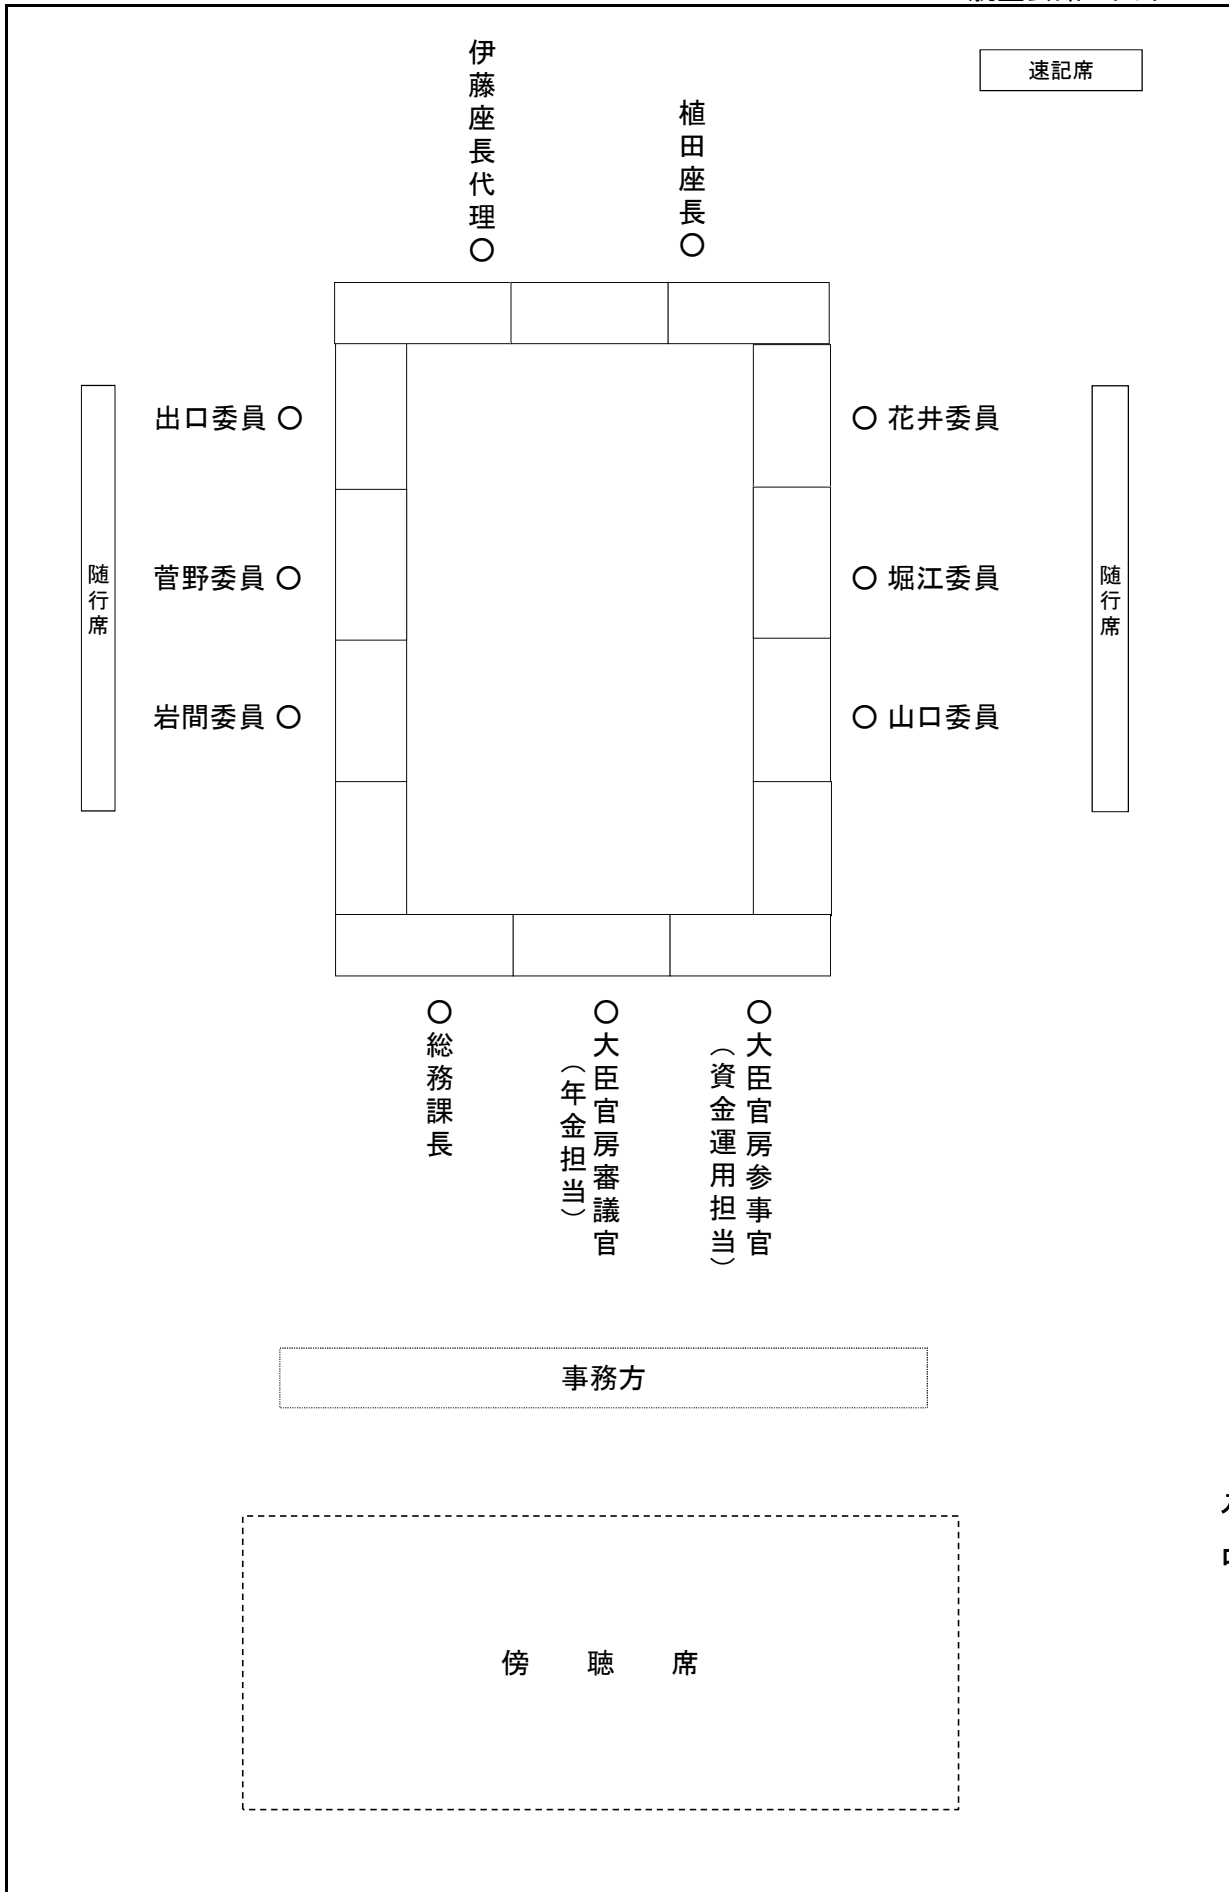 速記席
植田座長○
伊藤座長代理○
出口委員 ○
○ 花井委員
菅野委員 ○
○ 堀江委員
岩間委員 ○
○ 山口委員
随行席
随行席
○大臣官房参事官
（資金運用担当）
○大臣官房審議官
（年金担当）
○総務課長
事務方
傍 聴 席